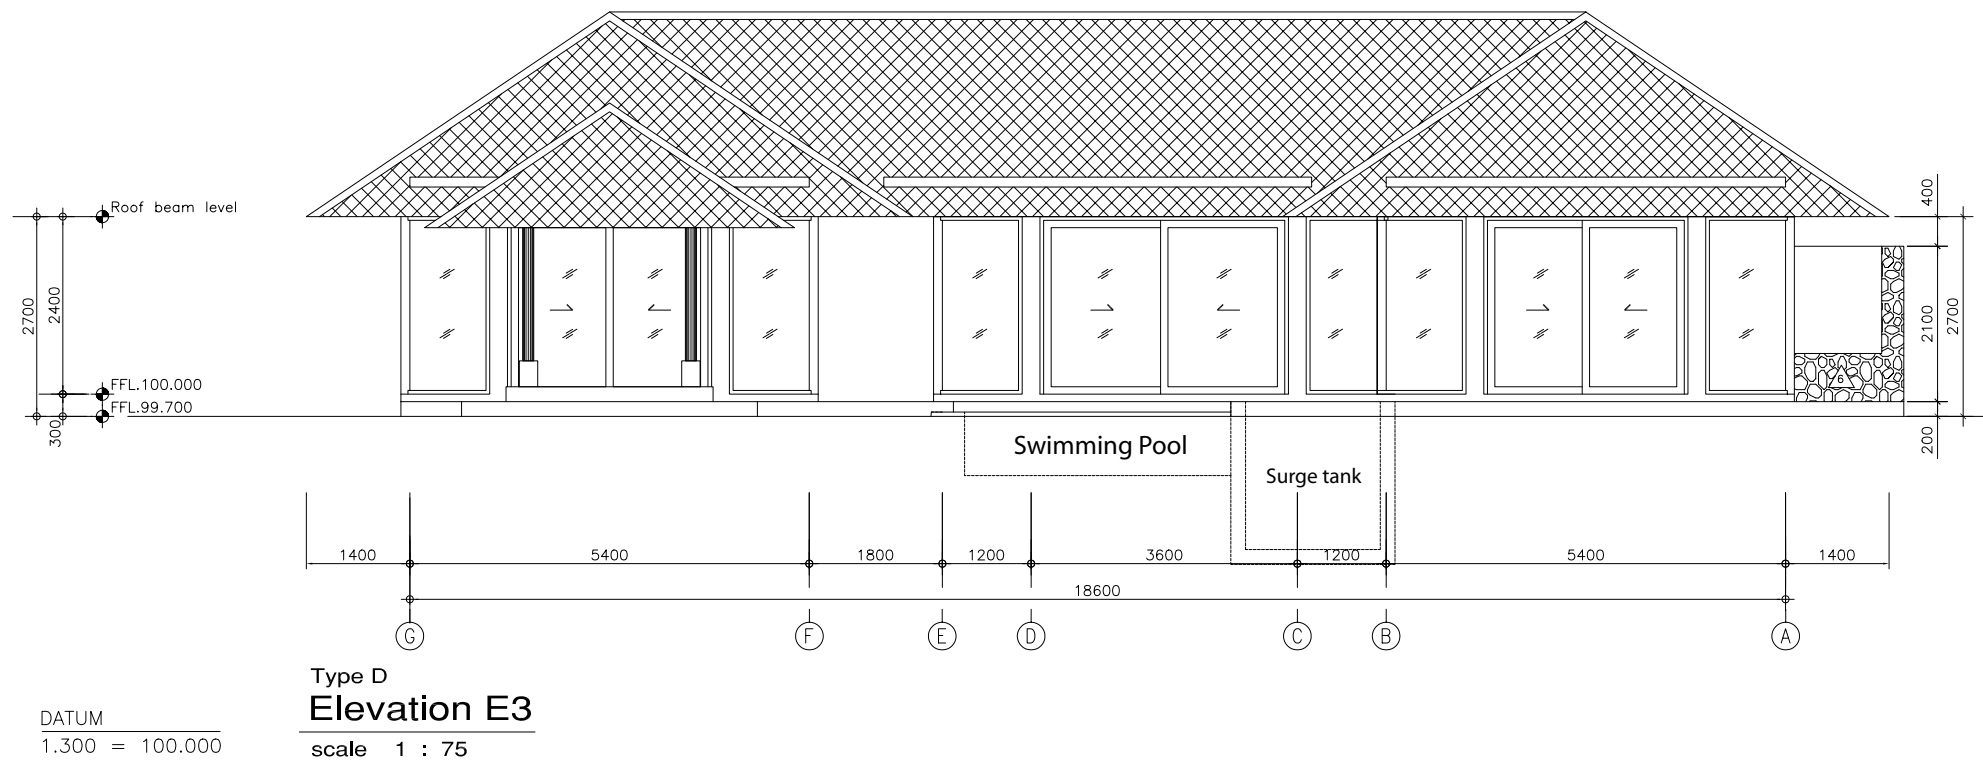 Roof beam level
400
2700
2400
2100
2700
6
FFL.100.000
FFL.99.700
300
200
Swimming Pool
Surge tank
1400
5400
1800
1200
3600
1200
5400
1400
18600
G
F
E
D
C
B
A
Type D
Elevation E3
scale 1 : 75
DATUM
1.300 = 100.000